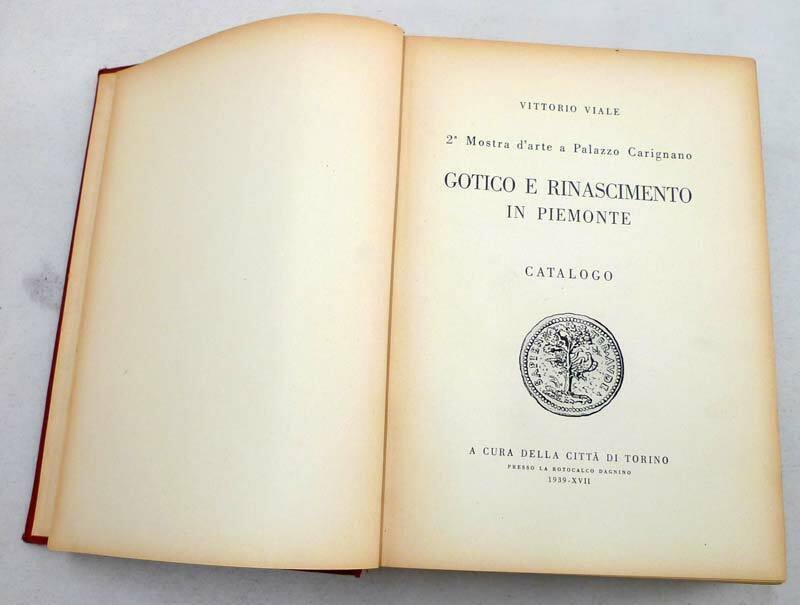 VITTORIO VIALE
2ª Mostra d'arte a Palazzo Carignano
GOTICO E RINASCIMENTO
IN PIEMONTE
CATALOGO
A CURA DELLA CITTÀ DI TORINO
PRESSO LA ROTOCALCO DAGNINO
1939-XVII